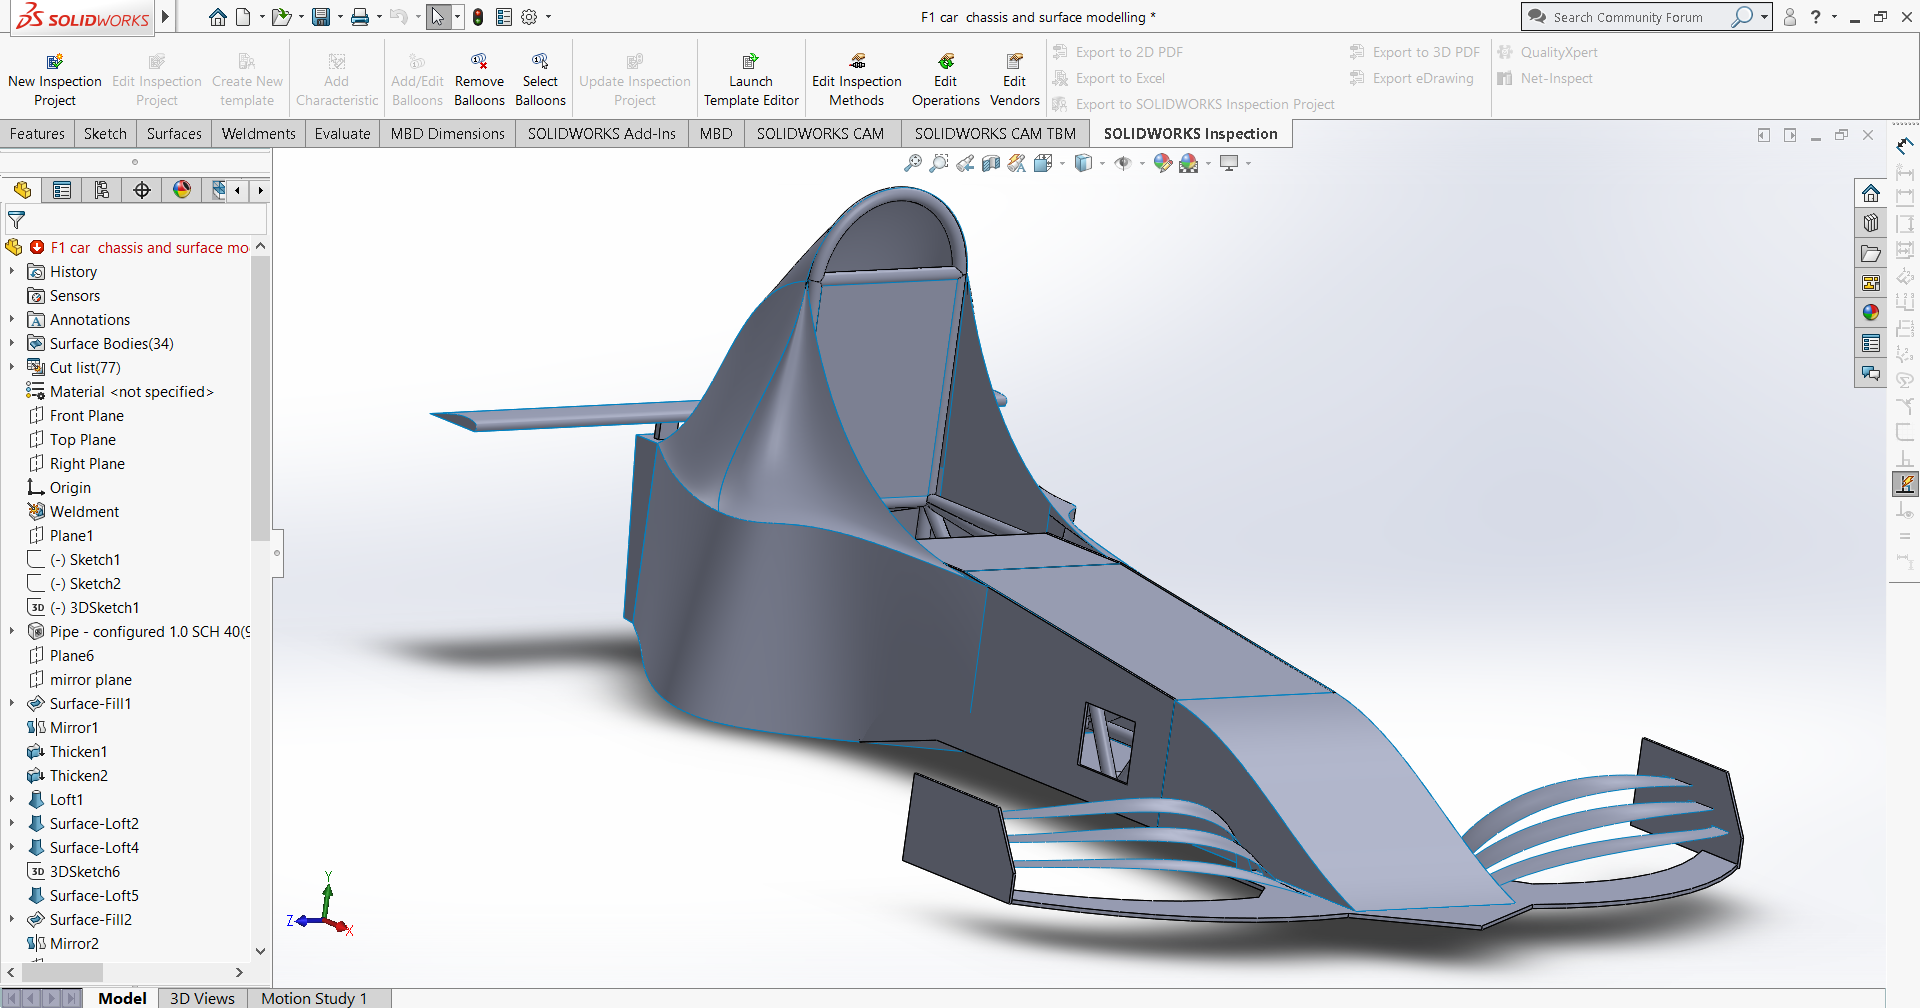 SOLIDWORKS
F1 car chassis and surface modelling *
Search Community Forum
?
New Inspection Project
Edit Inspection Project
Create New template
Add Characteristic
Add/Edit Balloons
Remove Balloons
Select Balloons
Update Inspection Project
Launch Template Editor
Edit Inspection Methods
Edit Operations
Edit Vendors
Export to 2D PDF
Export to Excel
Export to SOLIDWORKS Inspection Project
Export to 3D PDF
Export eDrawing
QualityXpert
Net-Inspect
Features
Sketch
Surfaces
Weldments
Evaluate
MBD Dimensions
SOLIDWORKS Add-Ins
MBD
SOLIDWORKS CAM
SOLIDWORKS CAM TBM
SOLIDWORKS Inspection
F1 car chassis and surface mo
History
Sensors
Annotations
Surface Bodies(34)
Cut list(77)
Material <not specified>
Front Plane
Top Plane
Right Plane
Origin
Weldment
Plane1
(-) Sketch1
(-) Sketch2
3D (-) 3DSketch1
Pipe - configured 1.0 SCH 40(9
Plane6
mirror plane
Surface-Fill1
Mirror1
Thicken1
Thicken2
Loft1
Surface-Loft2
Surface-Loft4
3D 3DSketch6
Surface-Loft5
Surface-Fill2
Mirror2
Y
Z
X
Model
3D Views
Motion Study 1